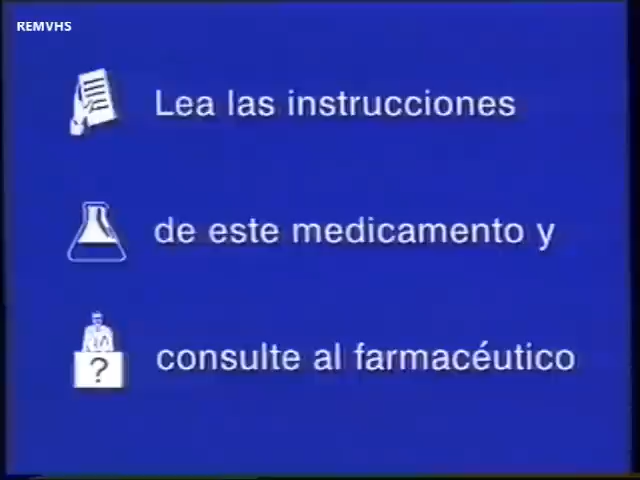 REMVHS
Lea las instrucciones
de este medicamento y
? consulte al farmacéutico